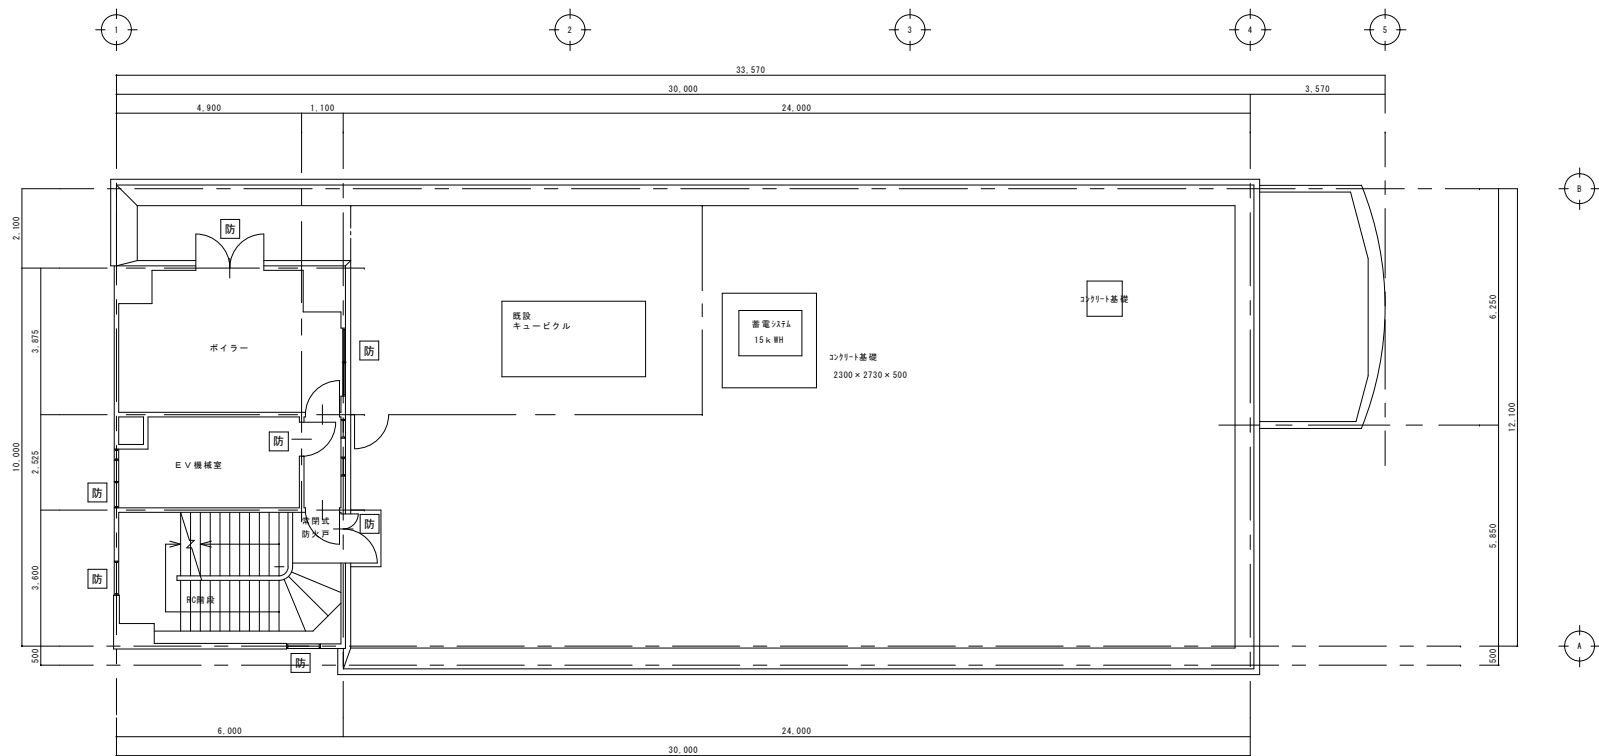 1
2
3
4
5
33,570
30,000
3,570
4,900
1,100
24,000
B
2,100
防
6,250
コンクリート基礎
既設
キュービクル
蓄電システム
15kWH
3,875
ボイラー
防
コンクリート基礎
2300×2730×500
12,100
防
10,000
2,525
EV機械室
防
常閉式
防火戸
防
5,850
3,600
防
RC階段
A
500
防
500
6,000
24,000
30,000